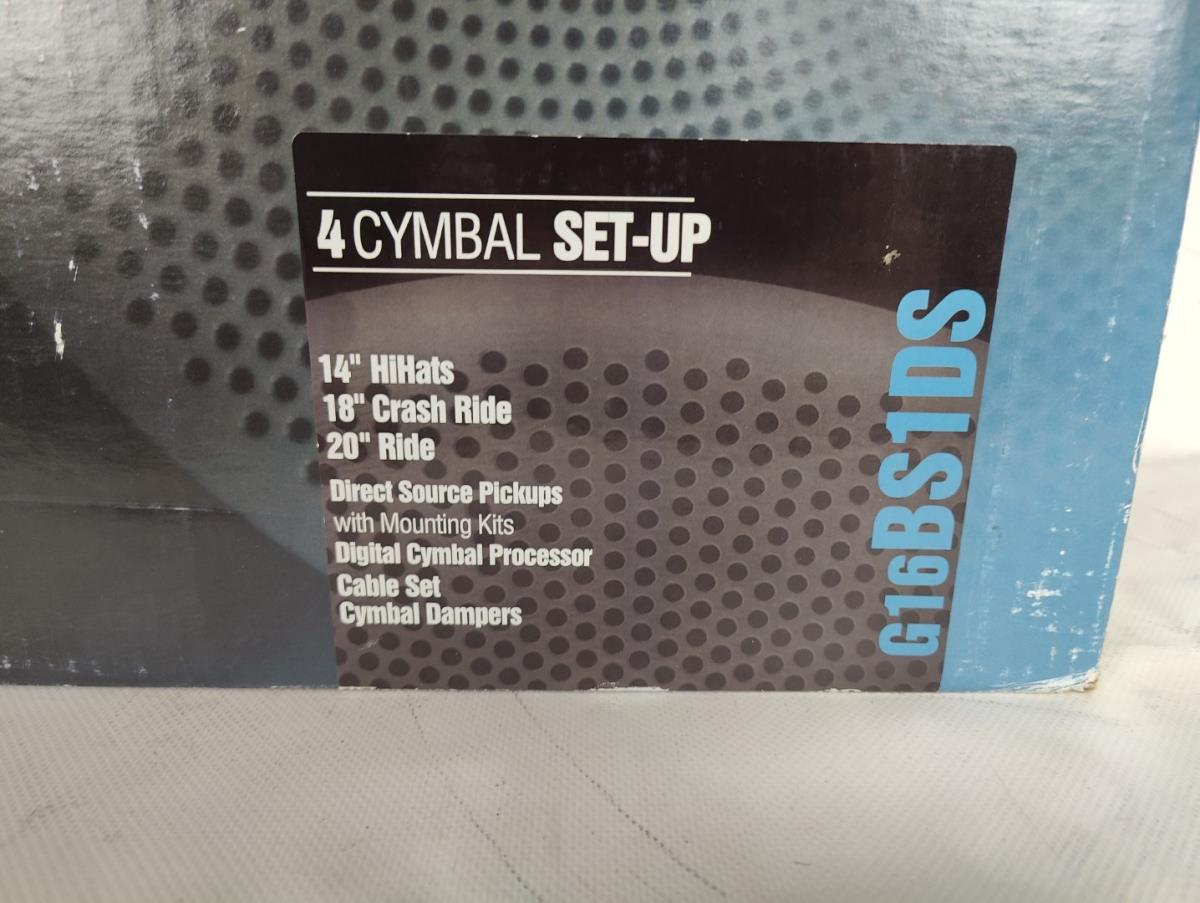 4 CYMBAL SET-UP
14" HiHats
18" Crash Ride
20" Ride
Direct Source Pickups
with Mounting Kits
Digital Cymbal Processor
Cable Set
Cymbal Dampers
G16BS1DS